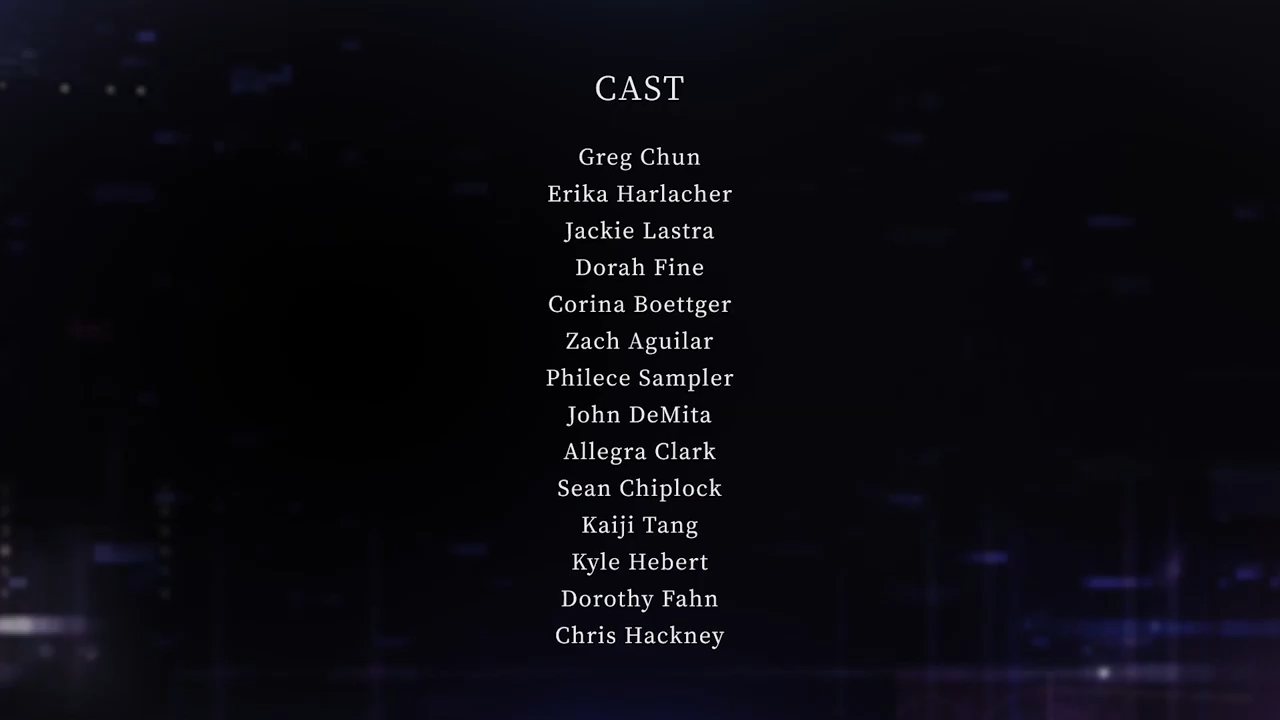 CAST
Greg Chun
Erika Harlacher
Jackie Lastra
Dorah Fine
Corina Boettger
Zach Aguilar
Philece Sampler
John DeMita
Allegra Clark
Sean Chiplock
Kaiji Tang
Kyle Hebert
Dorothy Fahn
Chris Hackney